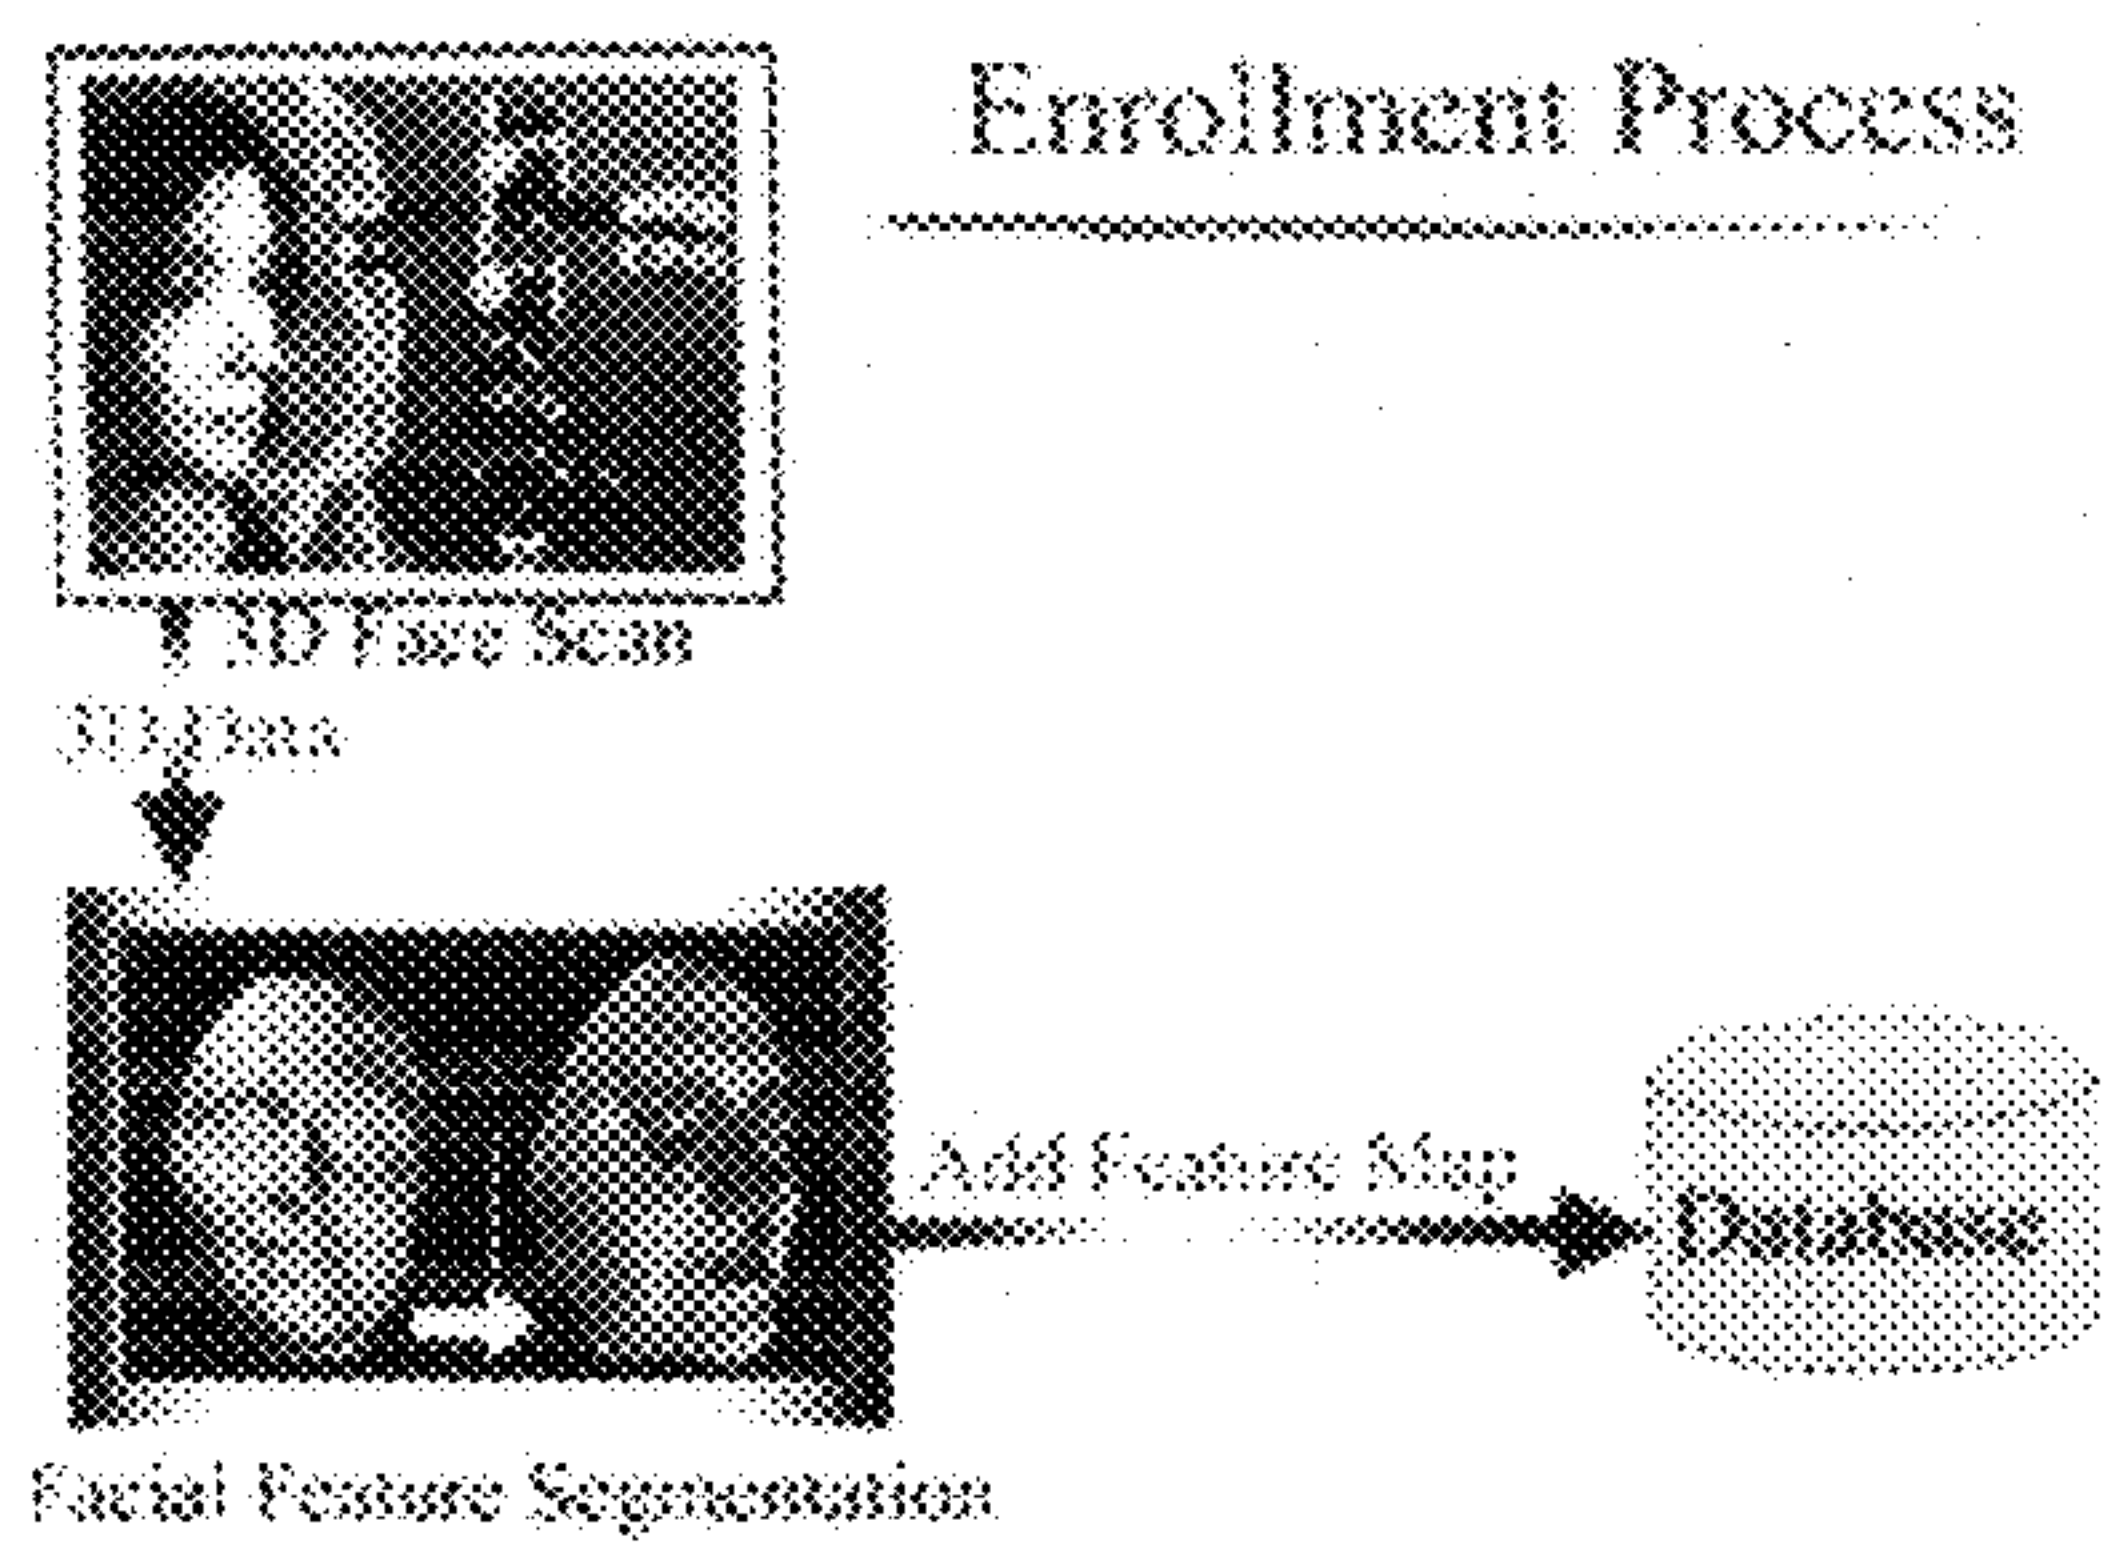 Enrollment Process
3D Face Scan
3D Data
Add Feature Map
Database
Facial Feature Segmentation